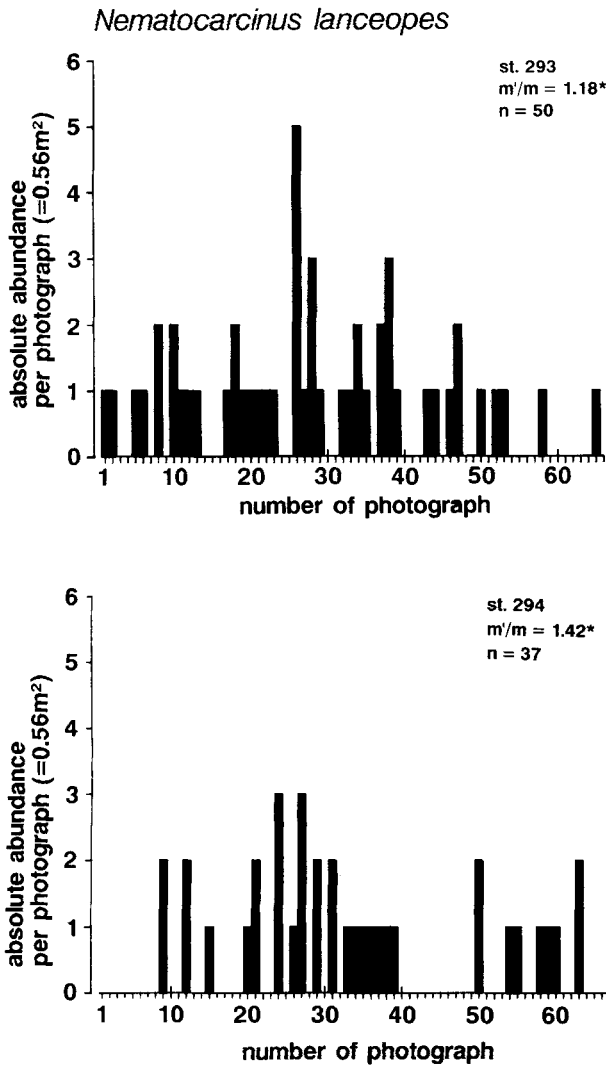 Nematocarcinus lanceopes
st. 293
m'/m = 1.18*
n = 50
absolute abundance
per photograph (=0.56m²)
6
5
4
3
2
1
0
1 10 20 30 40 50 60
number of photograph
st. 294
m'/m = 1.42*
n = 37
absolute abundance
per photograph (=0.56m²)
6
5
4
3
2
1
0
1 10 20 30 40 50 60
number of photograph